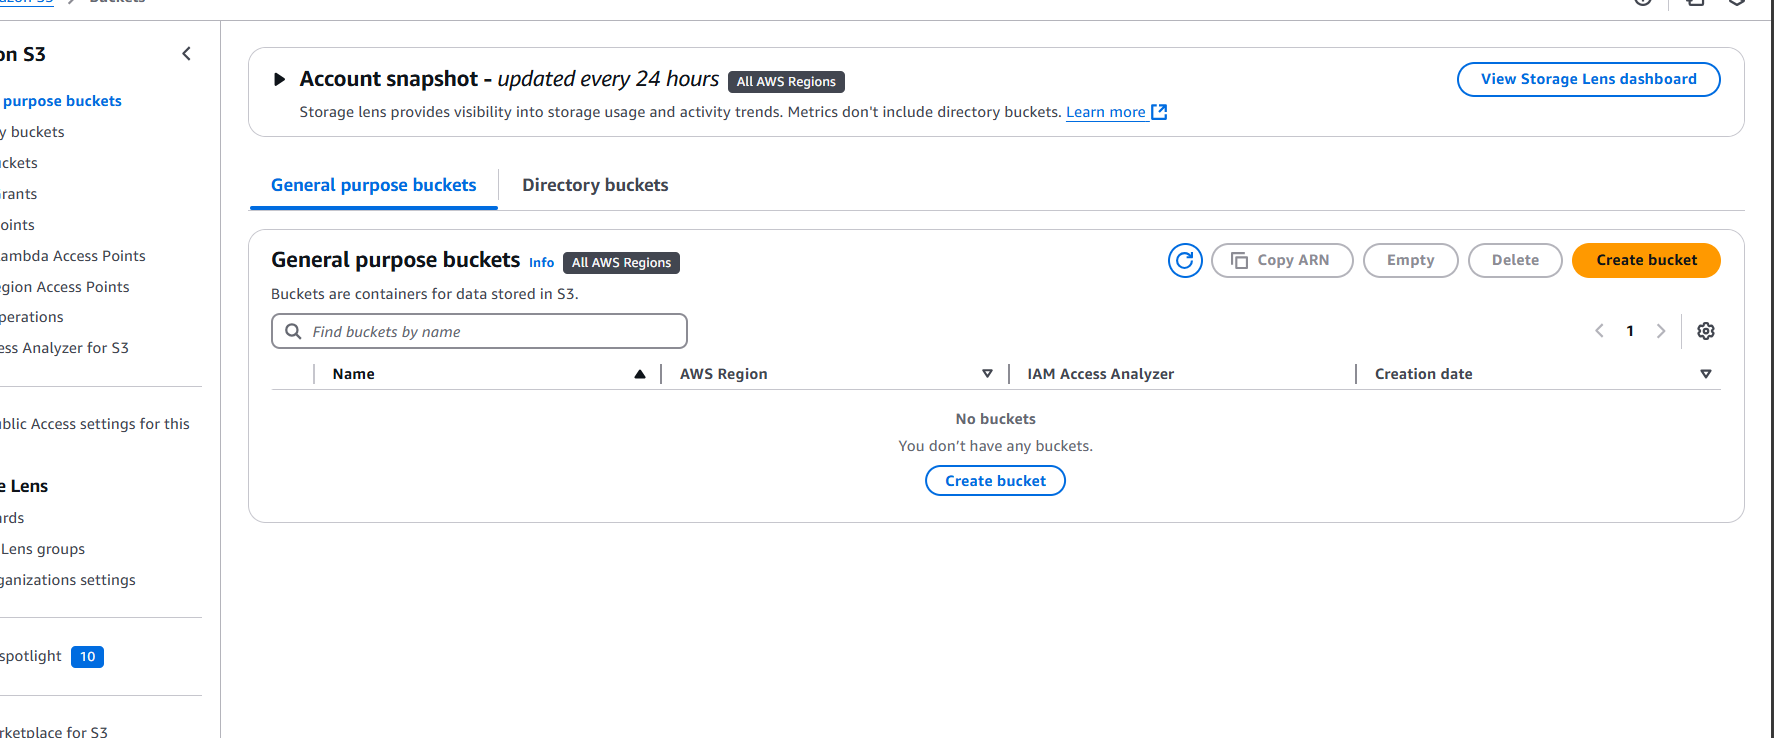 Buckets
on S3
purpose buckets
y buckets
uckets
rants
oints
ambda Access Points
egion Access Points
perations
ess Analyzer for S3
ublic Access settings for this
e Lens
ards
Lens groups
ganizations settings
spotlight 10
rketplace for S3
Account snapshot - updated every 24 hours All AWS Regions
View Storage Lens dashboard
Storage lens provides visibility into storage usage and activity trends. Metrics don't include directory buckets. Learn more
General purpose buckets Directory buckets
General purpose buckets Info All AWS Regions
Copy ARN Empty Delete Create bucket
Buckets are containers for data stored in S3.
Find buckets by name
1
Name AWS Region IAM Access Analyzer Creation date
No buckets
You don’t have any buckets.
Create bucket